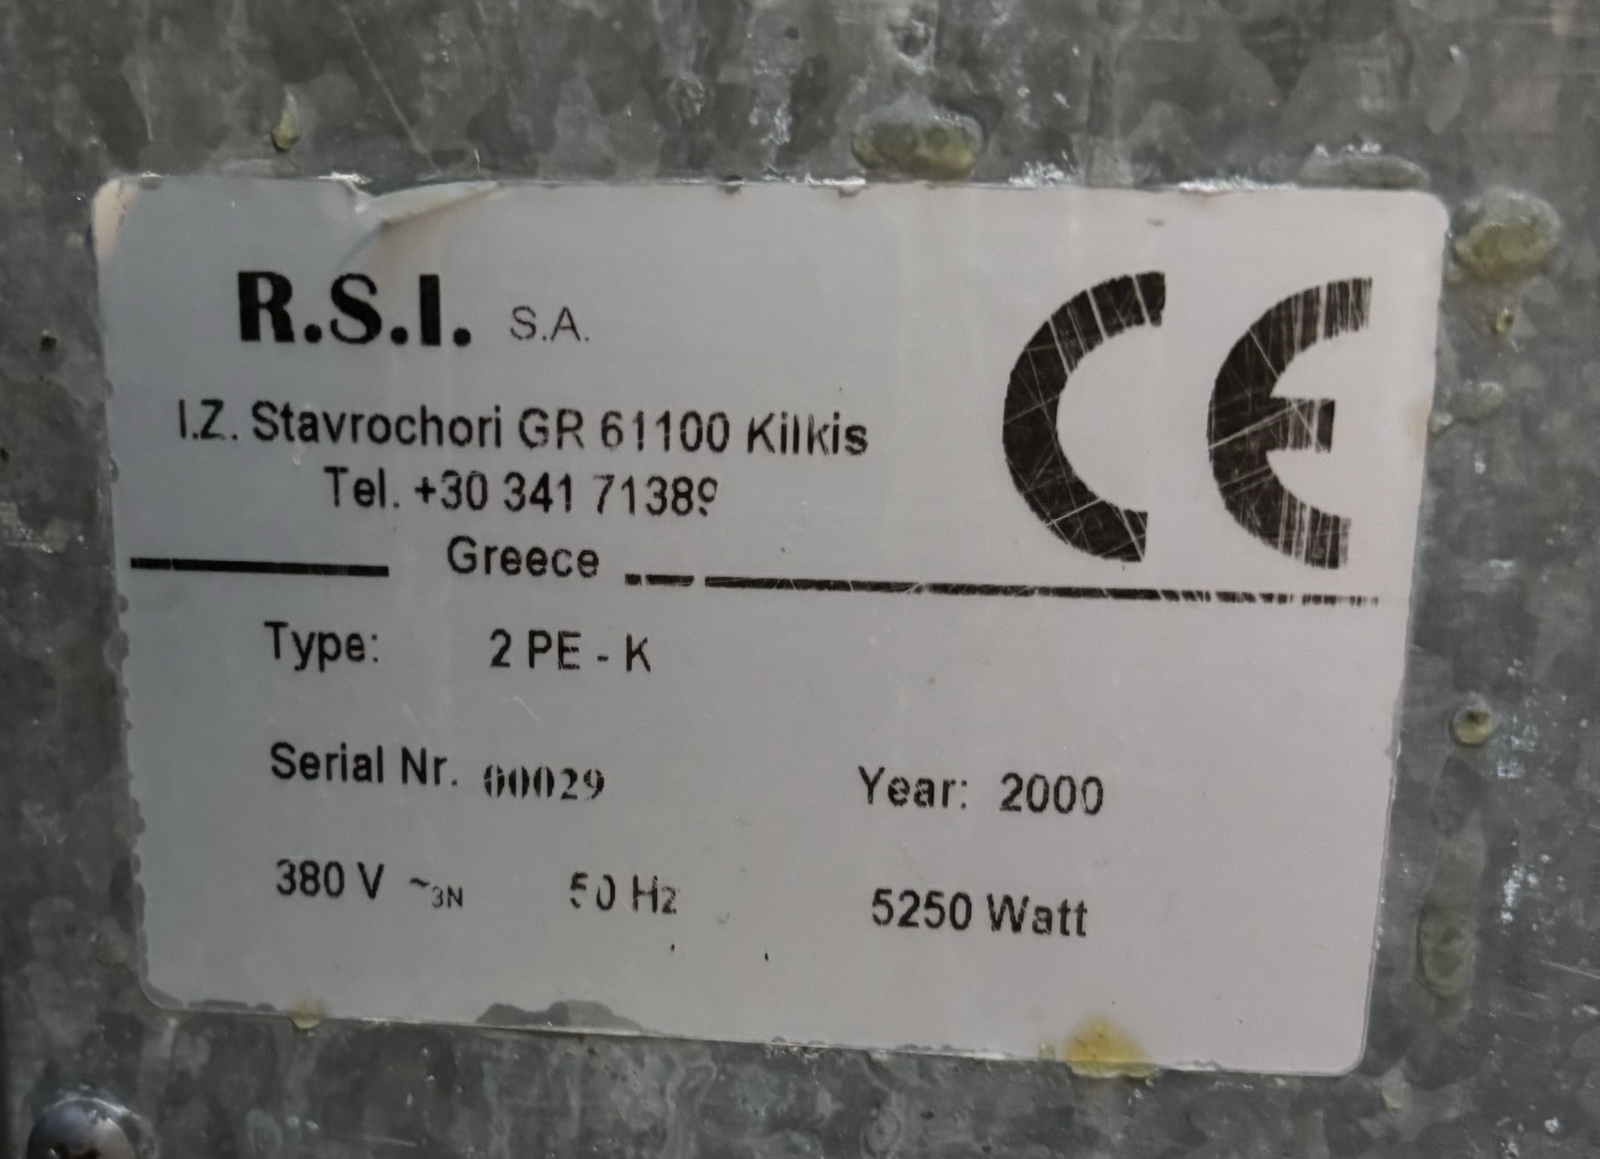 R.S.I. S.A.
CE
I.Z. Stavrochori GR 61100 Kilkis
Tel. +30 341 71389
Greece
Type: 2 PE - K
Serial Nr. 00029 Year: 2000
380 V ~3N 50 Hz 5250 Watt